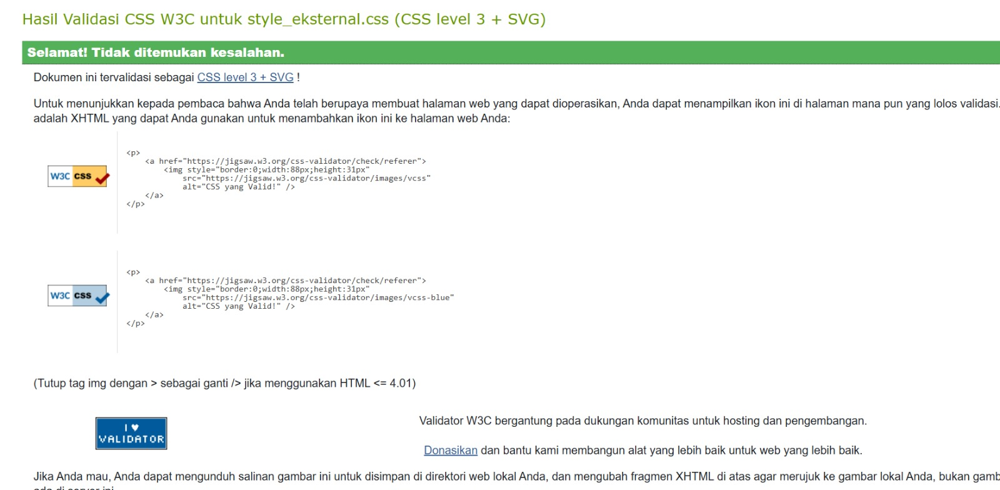 Hasil Validasi CSS W3C untuk style_eksternal.css (CSS level 3 + SVG)
Selamat! Tidak ditemukan kesalahan.
Dokumen ini tervalidasi sebagai CSS level 3 + SVG !
Untuk menunjukkan kepada pembaca bahwa Anda telah berupaya membuat halaman web yang dapat dioperasikan, Anda dapat menampilkan ikon ini di halaman mana pun yang lolos validasi.
adalah XHTML yang dapat Anda gunakan untuk menambahkan ikon ini ke halaman web Anda:
W3C CSS
<p>
<a href="https://jigsaw.w3.org/css-validator/check/referer">
<img style="border:0;width:88px;height:31px"
src="https://jigsaw.w3.org/css-validator/images/vcss"
alt="CSS yang Valid!" />
</a>
</p>
W3C CSS
<p>
<a href="https://jigsaw.w3.org/css-validator/check/referer">
<img style="border:0;width:88px;height:31px"
src="https://jigsaw.w3.org/css-validator/images/vcss-blue"
alt="CSS yang Valid!" />
</a>
</p>
(Tutup tag img dengan > sebagai ganti /> jika menggunakan HTML <= 4.01)
I ♥
VALIDATOR
Validator W3C bergantung pada dukungan komunitas untuk hosting dan pengembangan.
Donasikan dan bantu kami membangun alat yang lebih baik untuk web yang lebih baik.
Jika Anda mau, Anda dapat mengunduh salinan gambar ini untuk disimpan di direktori web lokal Anda, dan mengubah fragmen XHTML di atas agar merujuk ke gambar lokal Anda, bukan gamb